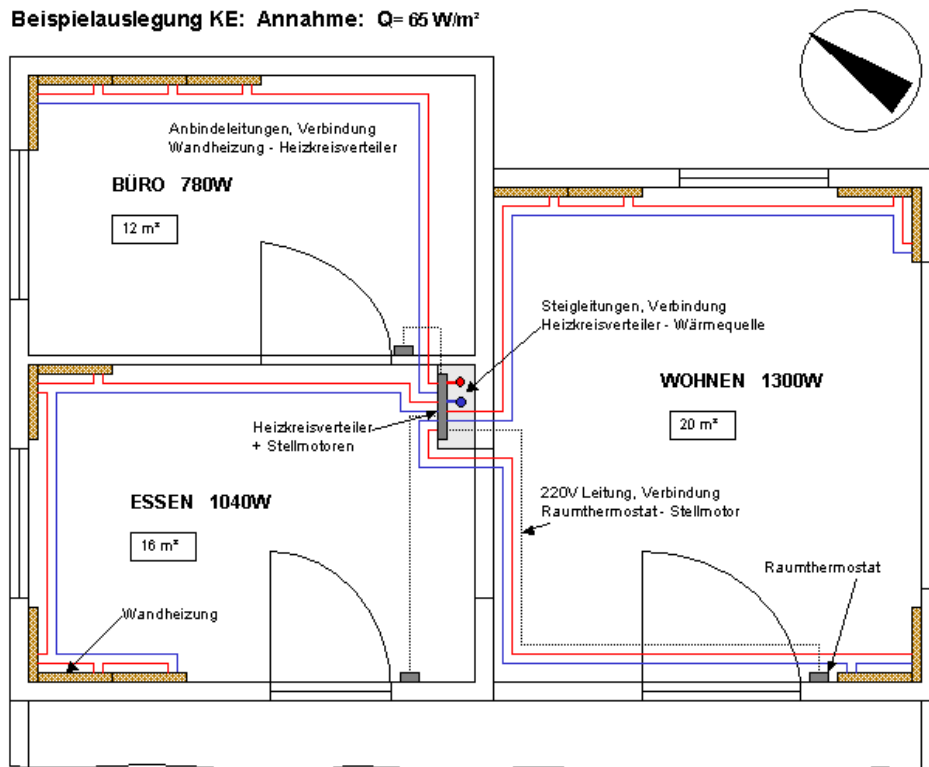 Beispielauslegung KE: Annahme: Q= 65 W/m²
Anbindeleitungen, Verbindung
Wandheizung - Heizkreisverteiler
BÜRO 780W
12 m²
Steigleitungen, Verbindung
Heizkreisverteiler - Wärmequelle
WOHNEN 1300W
20 m²
Heizkreisverteiler
+ Stellmotoren
220V Leitung, Verbindung
Raumthermostat - Stellmotor
ESSEN 1040W
16 m²
Raumthermostat
Wandheizung